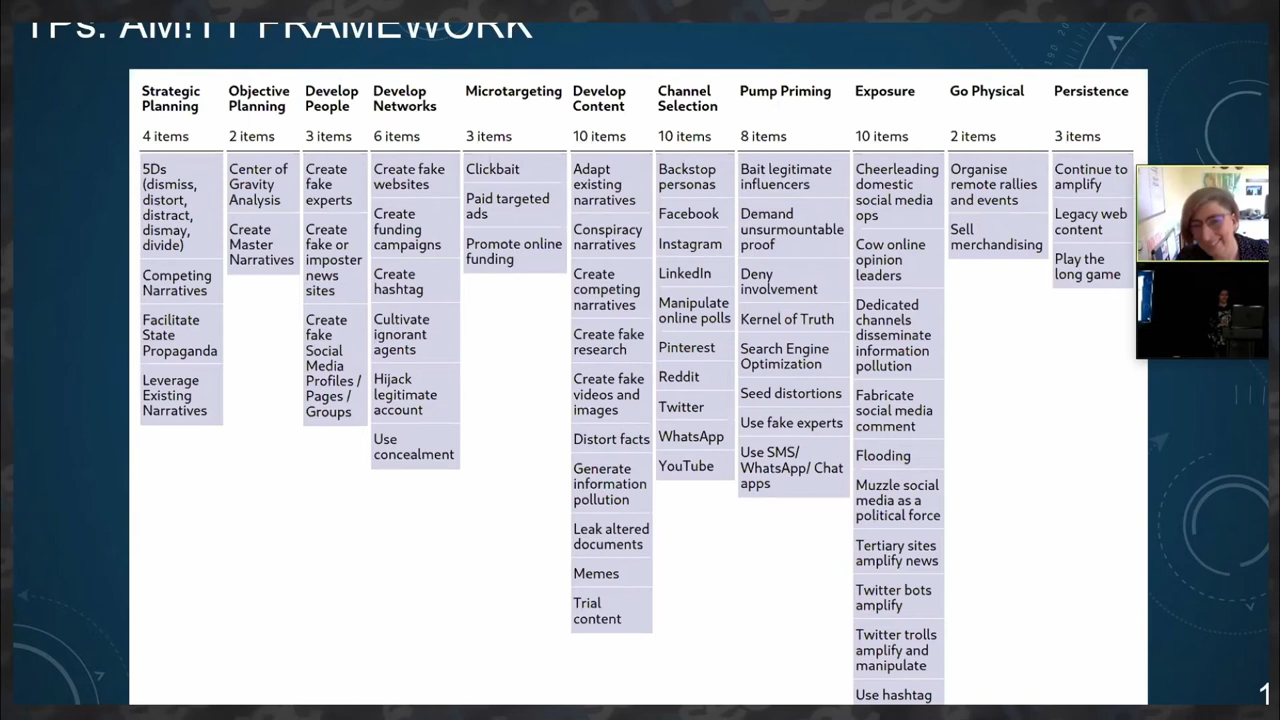 TPs: AM!TT FRAMEWORK
Strategic
Planning
4 items
5Ds
(dismiss,
distort,
distract,
dismay,
divide)
Competing
Narratives
Facilitate
State
Propaganda
Leverage
Existing
Narratives
Objective
Planning
2 items
Center of
Gravity
Analysis
Create
Master
Narratives
Develop
People
3 items
Create
fake
experts
Create
fake or
imposter
news
sites
Create
fake
Social
Media
Profiles /
Pages /
Groups
Develop
Networks
6 items
Create fake
websites
Create
funding
campaigns
Create
hashtag
Cultivate
ignorant
agents
Hijack
legitimate
account
Use
concealment
Microtargeting
3 items
Clickbait
Paid targeted
ads
Promote online
funding
Develop
Content
10 items
Adapt
existing
narratives
Conspiracy
narratives
Create
competing
narratives
Create fake
research
Create fake
videos and
images
Distort facts
Generate
information
pollution
Leak altered
documents
Memes
Trial
content
Channel
Selection
10 items
Backstop
personas
Facebook
Instagram
LinkedIn
Manipulate
online polls
Pinterest
Reddit
Twitter
WhatsApp
YouTube
Pump Priming
8 items
Bait legitimate
influencers
Demand
unsurmountable
proof
Deny
involvement
Kernel of Truth
Search Engine
Optimization
Seed distortions
Use fake experts
Use SMS/
WhatsApp/ Chat
apps
Exposure
10 items
Cheerleading
domestic
social media
ops
Cow online
opinion
leaders
Dedicated
channels
disseminate
information
pollution
Fabricate
social media
comment
Flooding
Muzzle social
media as a
political force
Tertiary sites
amplify news
Twitter bots
amplify
Twitter trolls
amplify and
manipulate
Use hashtag
Go Physical
2 items
Organise
remote rallies
and events
Sell
merchandising
Persistence
3 items
Continue to
amplify
Legacy web
content
Play the
long game
1